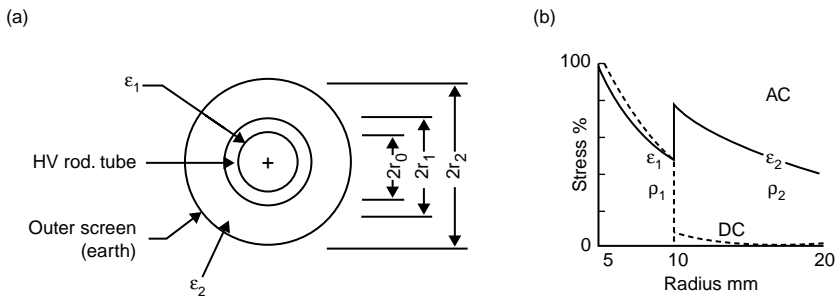 (a)
ε1
HV rod. tube
Outer screen
(earth)
ε2
2r0
2r1
2r2
(b)
100
Stress %
0
AC
ε1
ρ1
ε2
ρ2
DC
5
10
20
Radius mm